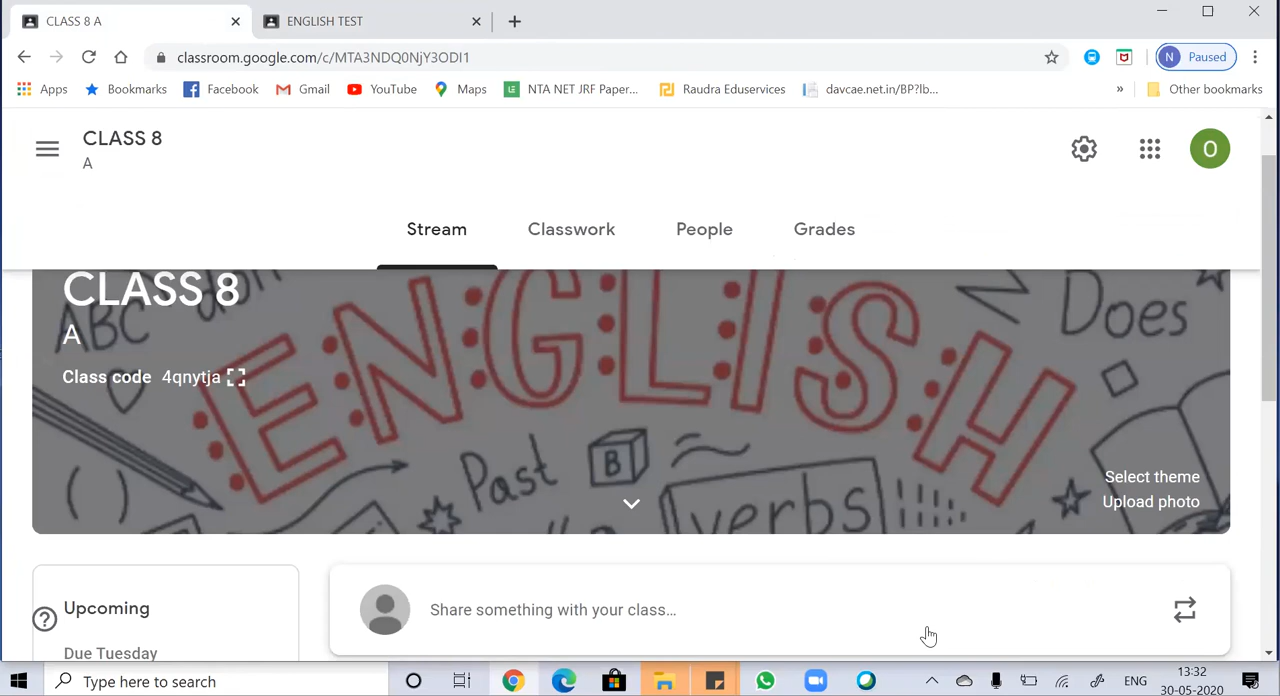 CLASS 8 A
ENGLISH TEST
classroom.google.com/c/MTA3NDQ0NjY3ODI1
N Paused
Apps Bookmarks Facebook Gmail YouTube Maps NTA NET JRF Paper... Raudra Eduservices davcae.net.in/BP?lb... » Other bookmarks
CLASS 8
A
O
Stream Classwork People Grades
CLASS 8
A
Class code 4qnytja
ABC
ENGLISH
Does
Past
B
verbs
Select theme
Upload photo
Upcoming
Due Tuesday
Share something with your class...
Type here to search
ENG
13:32
30-05-2020